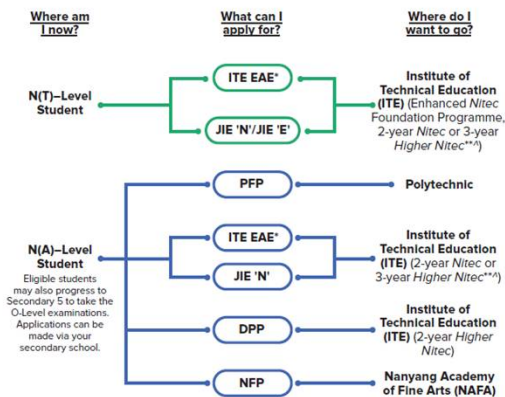 Where am
I now?
What can I
apply for?
Where do I
want to go?
N(T)–Level
Student
ITE EAE*
JIE 'N'/JIE 'E'
Institute of
Technical Education
(ITE) (Enhanced Nitec
Foundation Programme,
2-year Nitec or 3-year
Higher Nitec**^)
N(A)–Level
Student
Eligible students
may also progress to
Secondary 5 to take the
O-Level examinations.
Applications can be
made via your
secondary school.
PFP
Polytechnic
ITE EAE*
JIE 'N'
Institute of
Technical Education
(ITE) (2-year Nitec or
3-year Higher Nitec**^)
DPP
Institute of
Technical Education
(ITE) (2-year Higher
Nitec)
NFP
Nanyang Academy
of Fine Arts (NAFA)